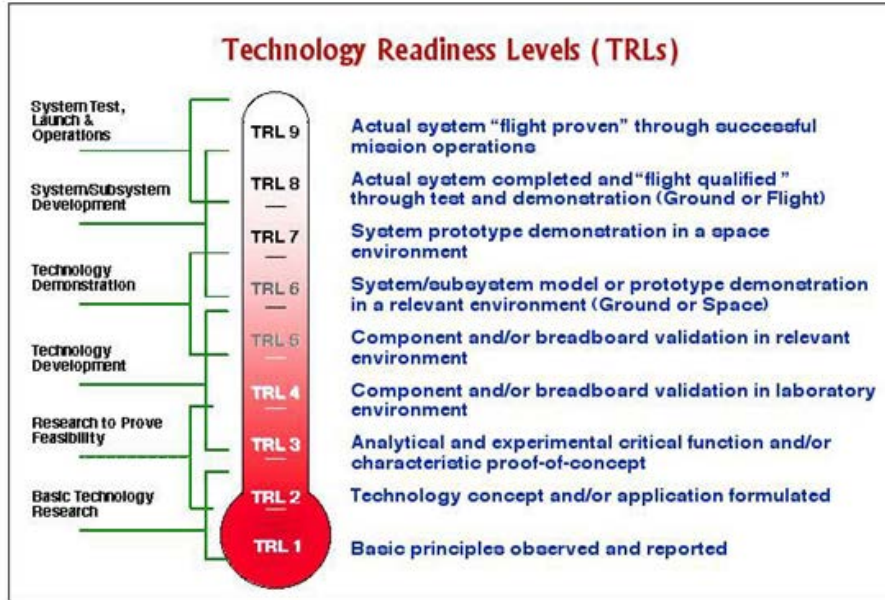 Technology Readiness Levels (TRLs)
System Test,
Launch &
Operations
System/Subsystem
Development
Technology
Demonstration
Technology
Development
Research to Prove
Feasibility
Basic Technology
Research
TRL 9
TRL 8
TRL 7
TRL 6
TRL 5
TRL 4
TRL 3
TRL 2
TRL 1
Actual system “flight proven” through successful
mission operations
Actual system completed and “flight qualified”
through test and demonstration (Ground or Flight)
System prototype demonstration in a space
environment
System/subsystem model or prototype demonstration
in a relevant environment (Ground or Space)
Component and/or breadboard validation in relevant
environment
Component and/or breadboard validation in laboratory
environment
Analytical and experimental critical function and/or
characteristic proof-of-concept
Technology concept and/or application formulated
Basic principles observed and reported